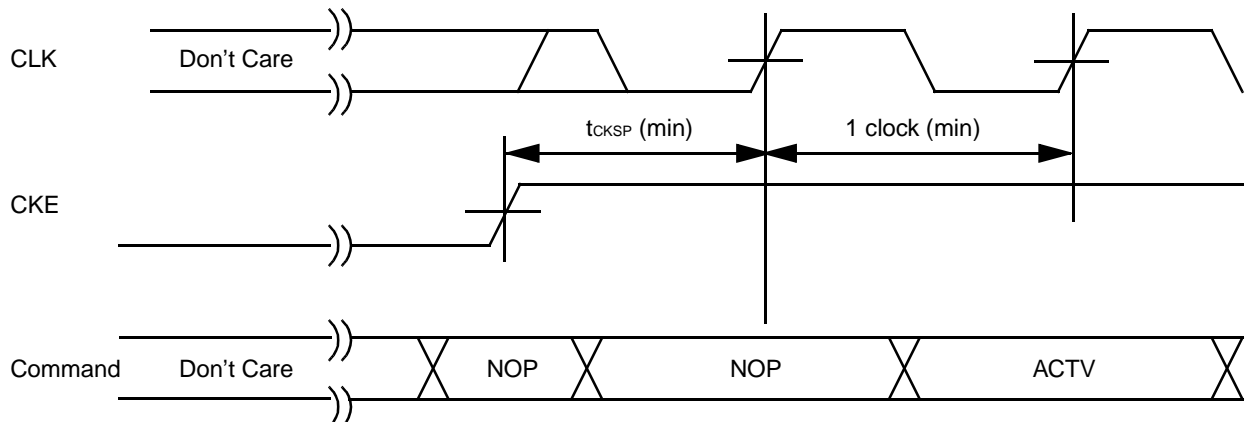 CLK Don't Care
tCKSP (min) 1 clock (min)
CKE
Command Don't Care NOP NOP ACTV